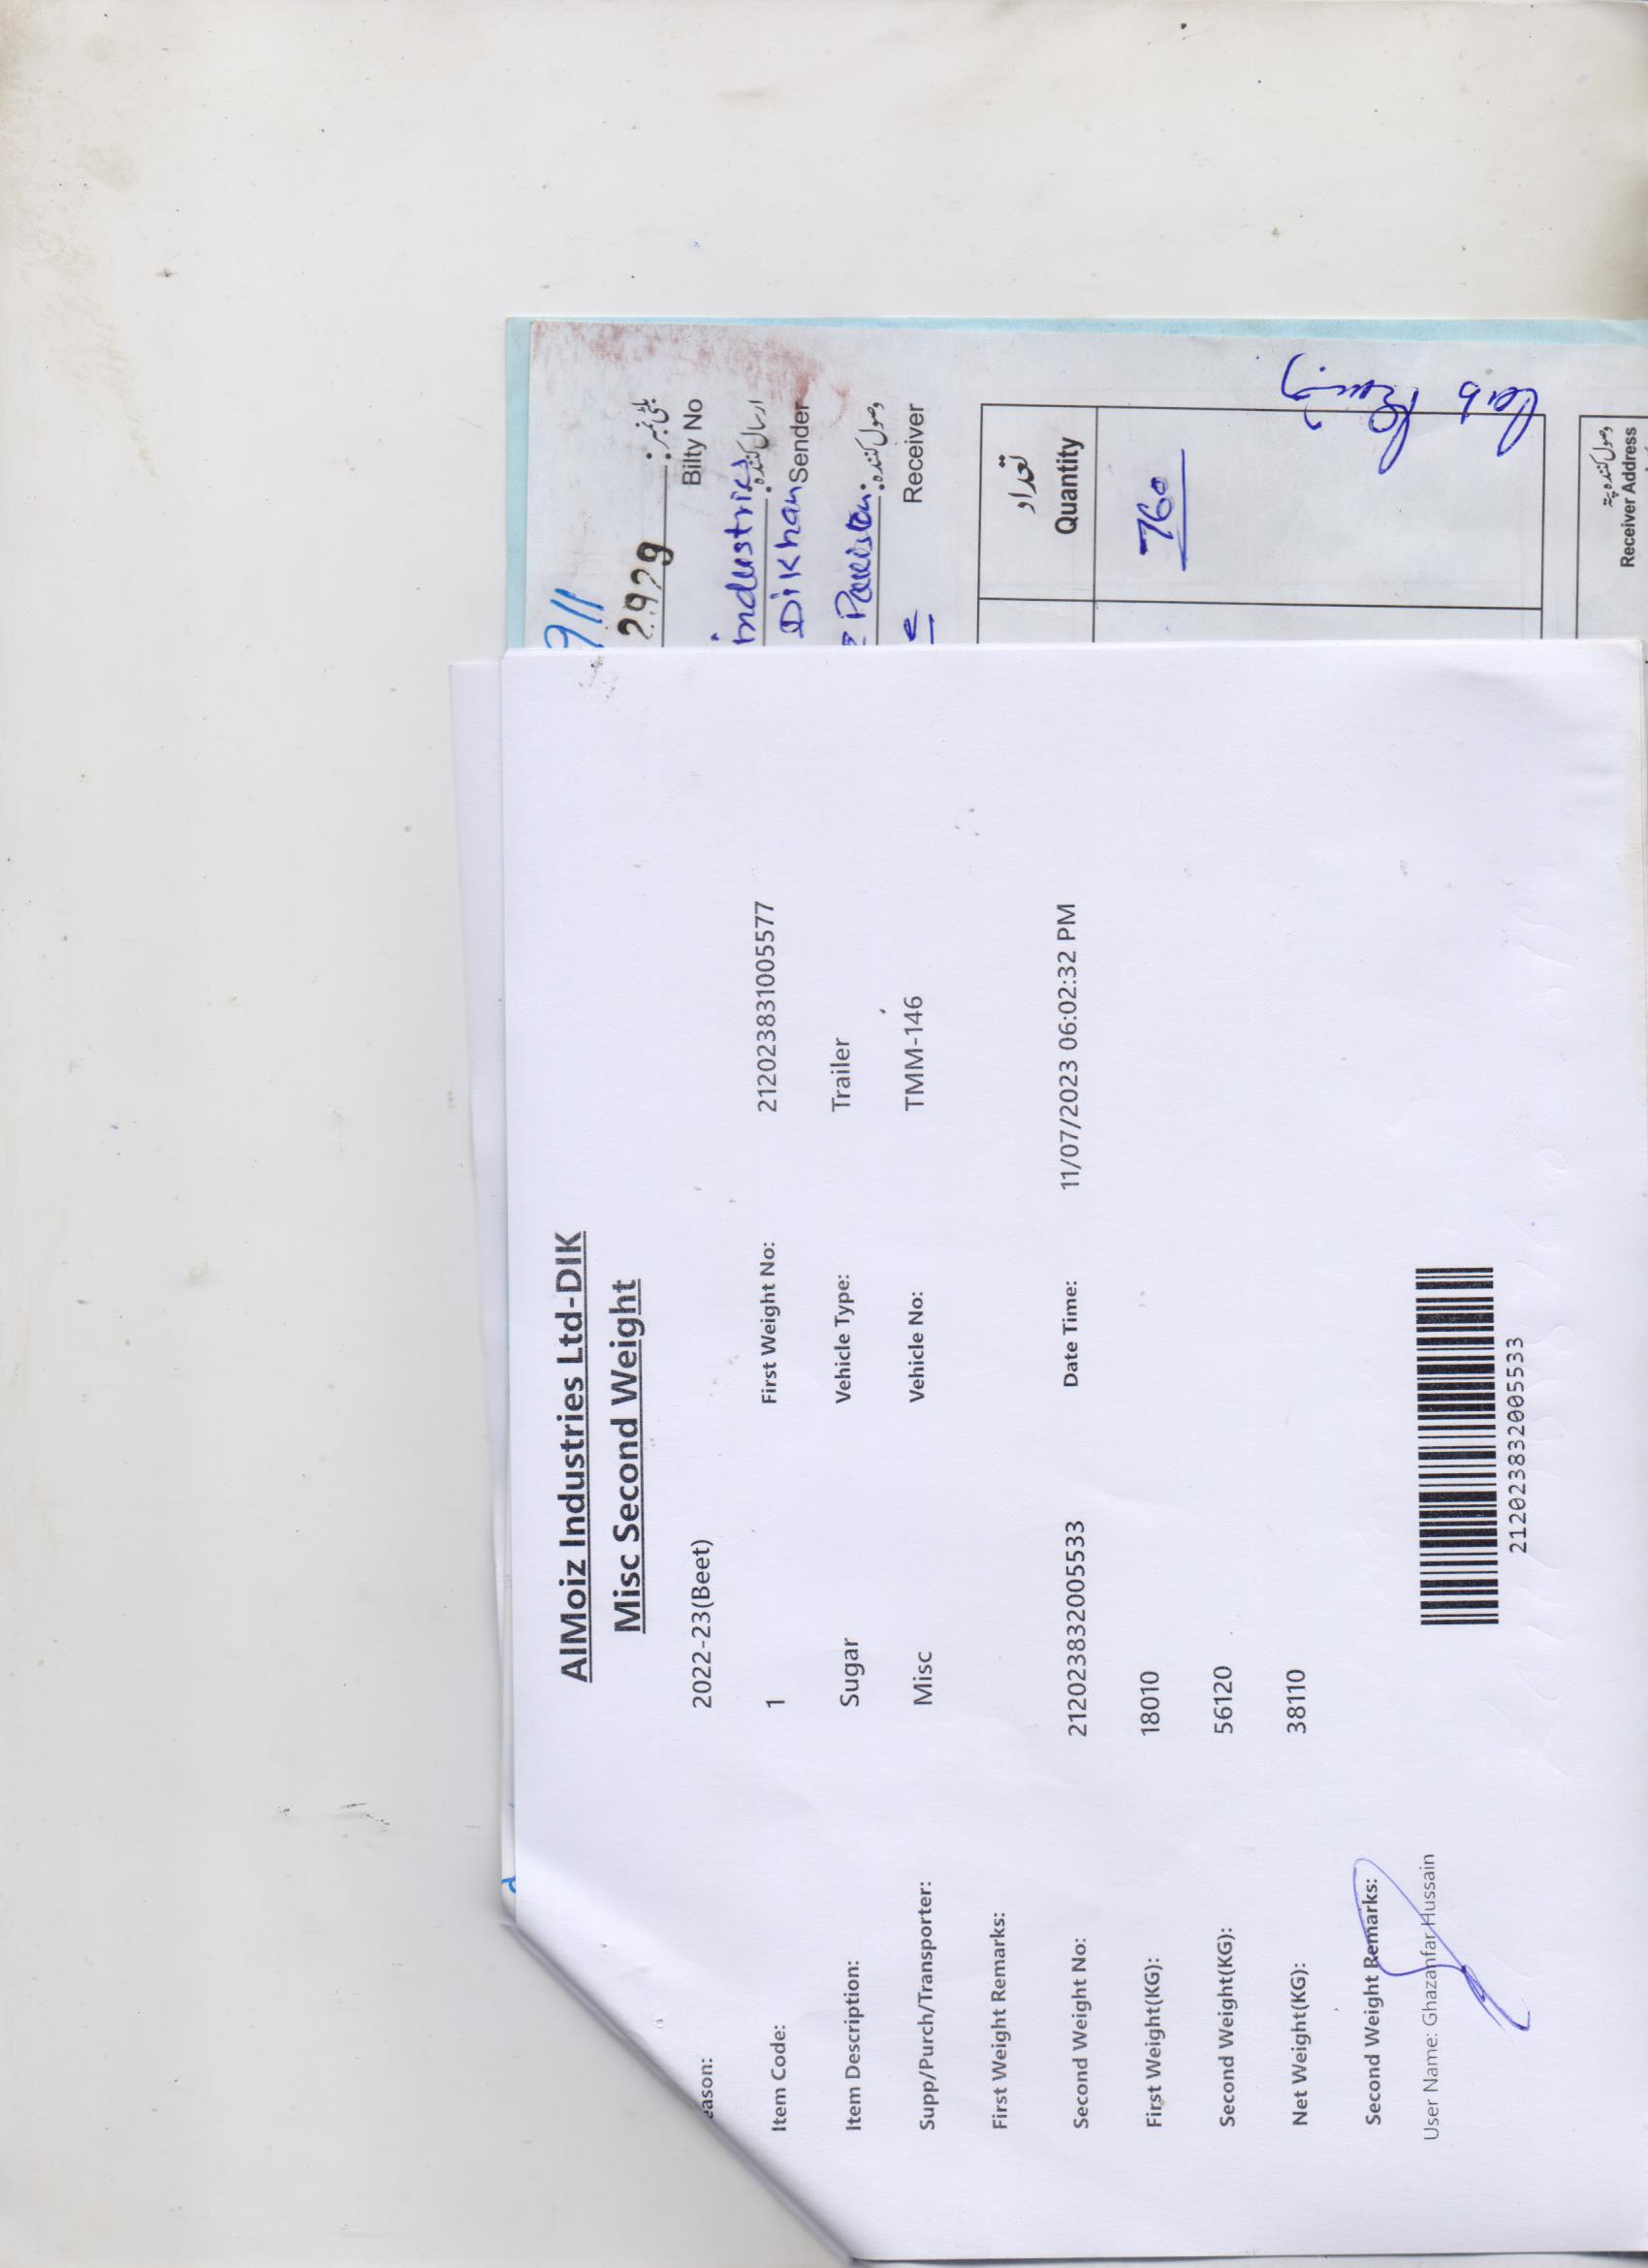 AlMoiz Industries Ltd-DIK
Misc Second Weight
eason: 2022-23(Beet)
Item Code: 1 First Weight No: 2120238310055​77
Item Description: Sugar Vehicle Type: Trailer
Supp/Purch/Transporter: Misc Vehicle No: TMM-146
First Weight Remarks:
Second Weight No: 212023832005533 Date Time: 11/07/2023 06:02:32 PM
First Weight(KG): 18010
Second Weight(KG): 56120
Net Weight(KG): 38110
Second Weight Remarks:
User Name: Ghazanfar Hussain
212023832005533
2929 بلٹی نمبر:
Bilty No
industries ارسال کنندہ:
DiKhan Sender
Pakistan وصول کنندہ:
Receiver
تعداد
Quantity
760
وصول کنندہ پتہ
Receiver Address